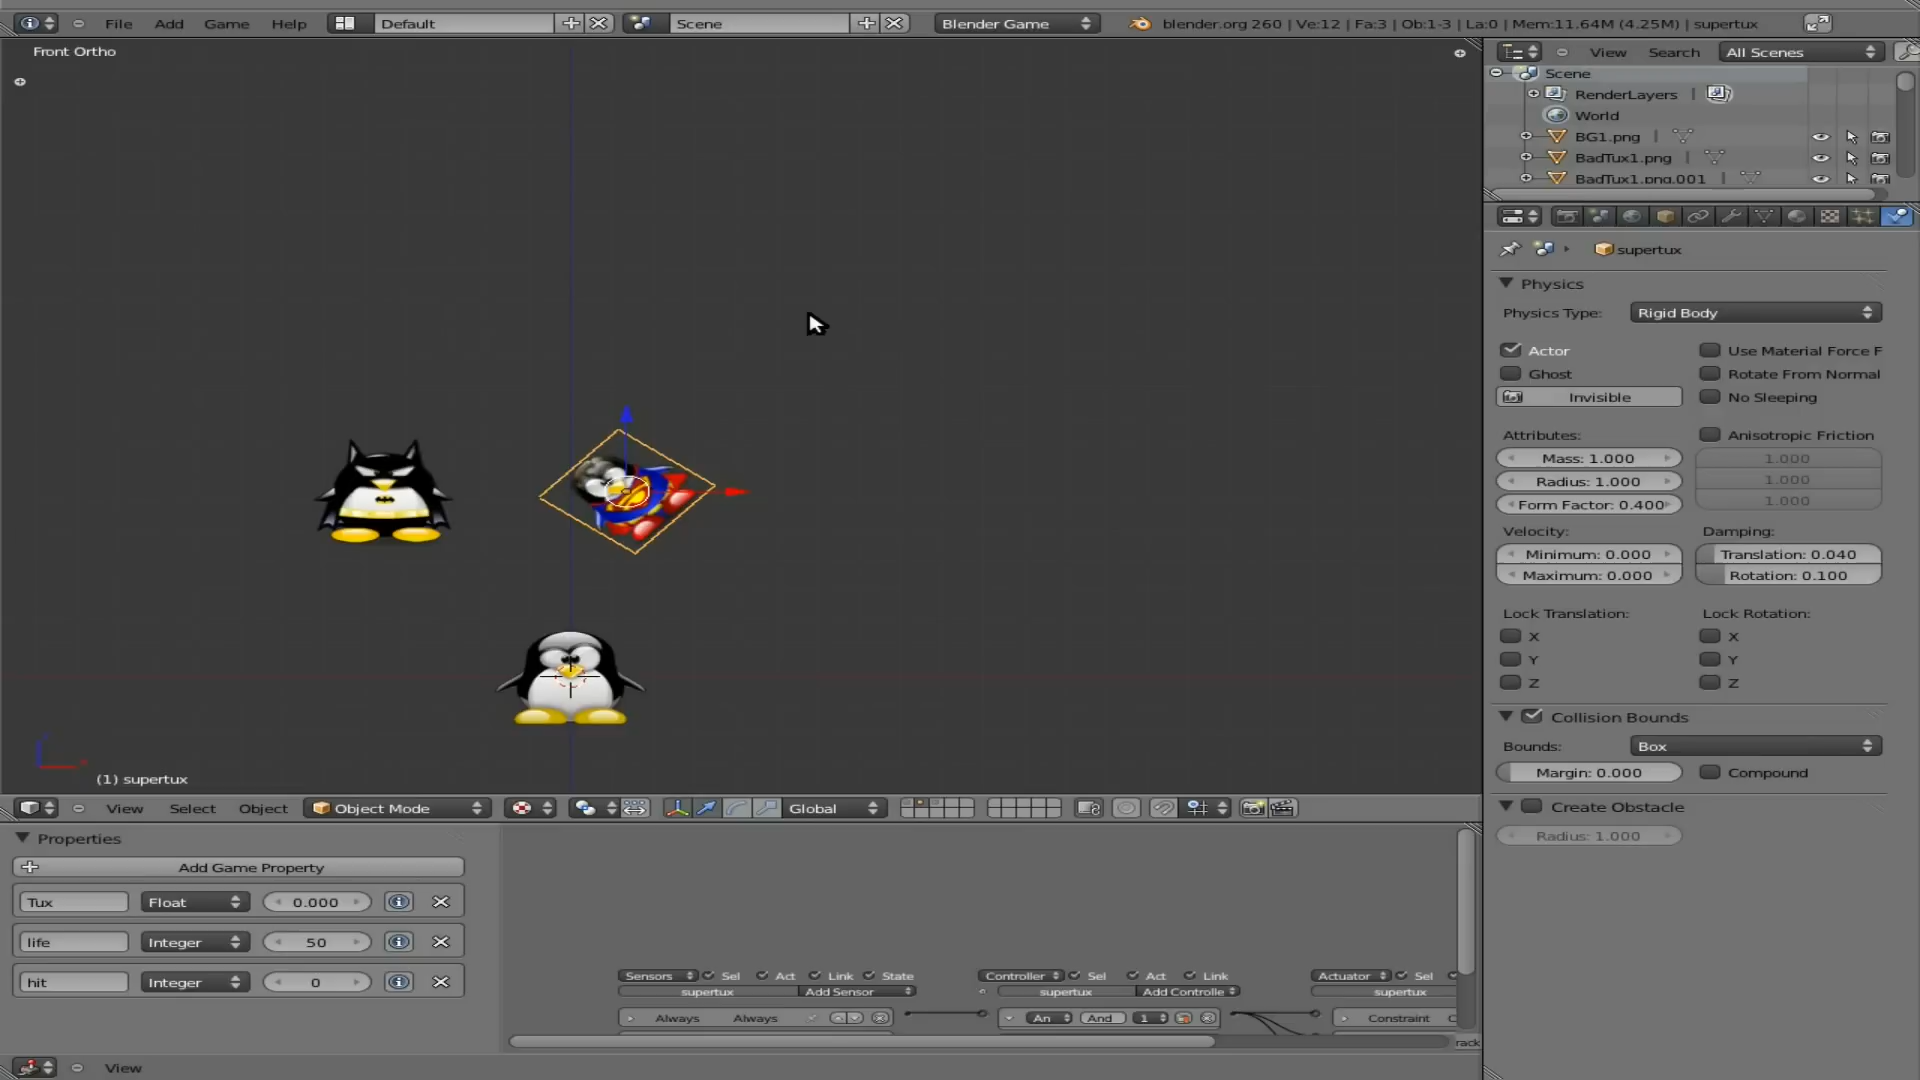 File Add Game Help Default Scene Blender Game blender.org 260 | Ve:12 | Fa:3 | Ob:1-3 | La:0 | Mem:11.64M (4.25M) | supertux
Front Ortho
View Search All Scenes
Scene
RenderLayers
World
BG1.png
BadTux1.png
BadTux1.png.001
supertux
Physics
Physics Type: Rigid Body
Actor Use Material Force F
Ghost Rotate From Normal
Invisible No Sleeping
Attributes: Anisotropic Friction
Mass: 1.000 1.000
Radius: 1.000 1.000
Form Factor: 0.400 1.000
Velocity: Damping:
Minimum: 0.000 Translation: 0.040
Maximum: 0.000 Rotation: 0.100
Lock Translation: Lock Rotation:
X X
Y Y
Z Z
Collision Bounds
Bounds: Box
Margin: 0.000 Compound
Create Obstacle
Radius: 1.000
(1) supertux
View Select Object Object Mode Global
Properties
Add Game Property
Tux Float 0.000
life Integer 50
hit Integer 0
Sensors Sel Act Link State Controller Sel Act Link Actuator Sel
supertux Add Sensor supertux Add Controlle supertux
Always Always An And 1 Constraint C
rack
View